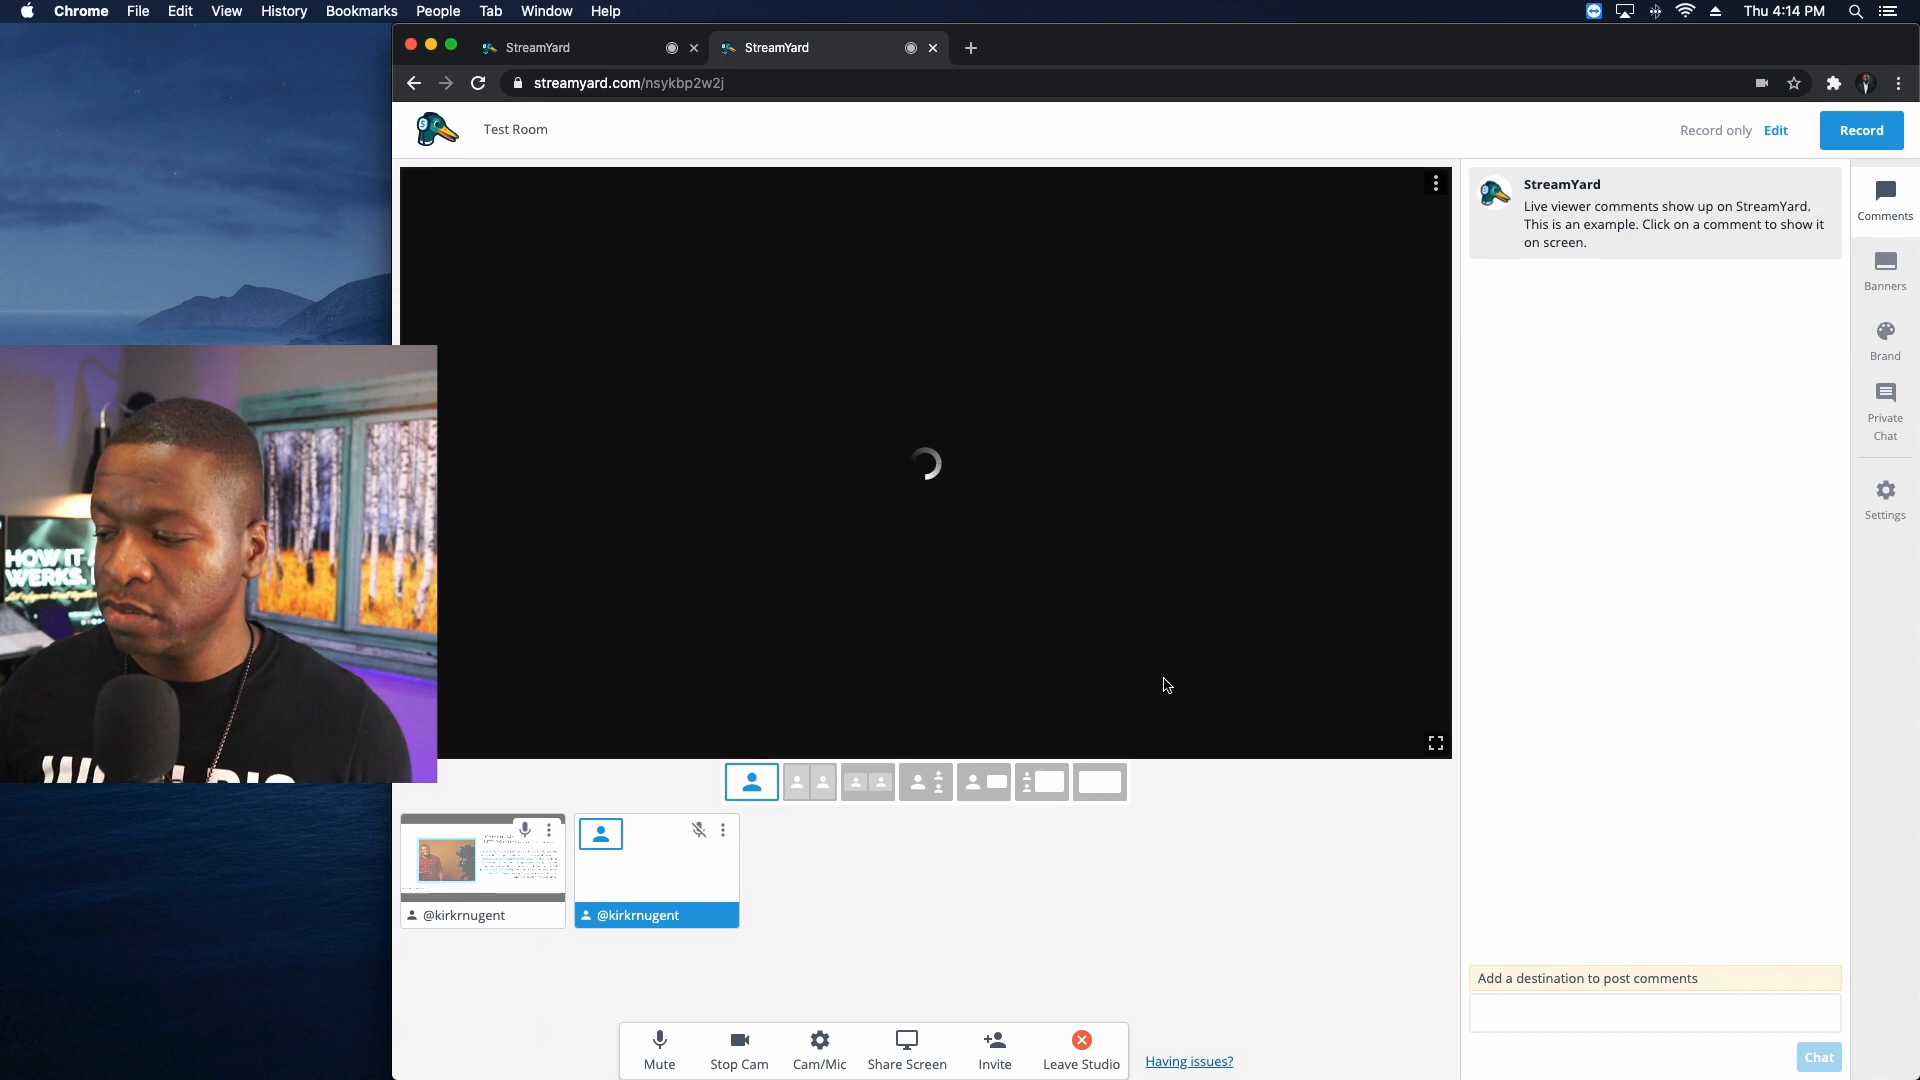 Chrome File Edit View History Bookmarks People Tab Window Help
Thu 4:14 PM
StreamYard
StreamYard
streamyard.com/nsykbp2w2j
Test Room
Record only Edit
Record
StreamYard
Live viewer comments show up on StreamYard.
This is an example. Click on a comment to show it
on screen.
Comments
Banners
Brand
Private
Chat
Settings
HOW IT
WERKS.
@kirkrnugent
@kirkrnugent
Add a destination to post comments
Chat
Mute
Stop Cam
Cam/Mic
Share Screen
Invite
Leave Studio
Having issues?